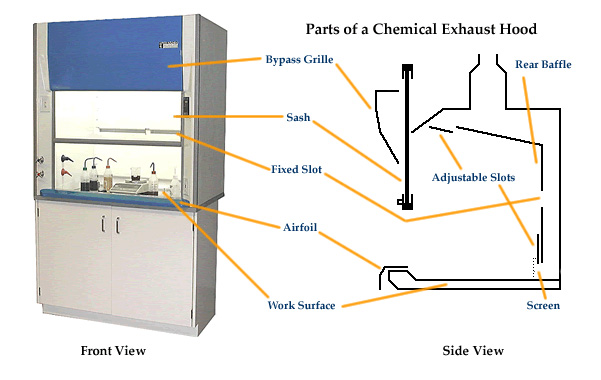 Parts of a Chemical Exhaust Hood
Bypass Grille
Rear Baffle
Sash
Fixed Slot
Adjustable Slots
Airfoil
Work Surface
Screen
Front View
Side View